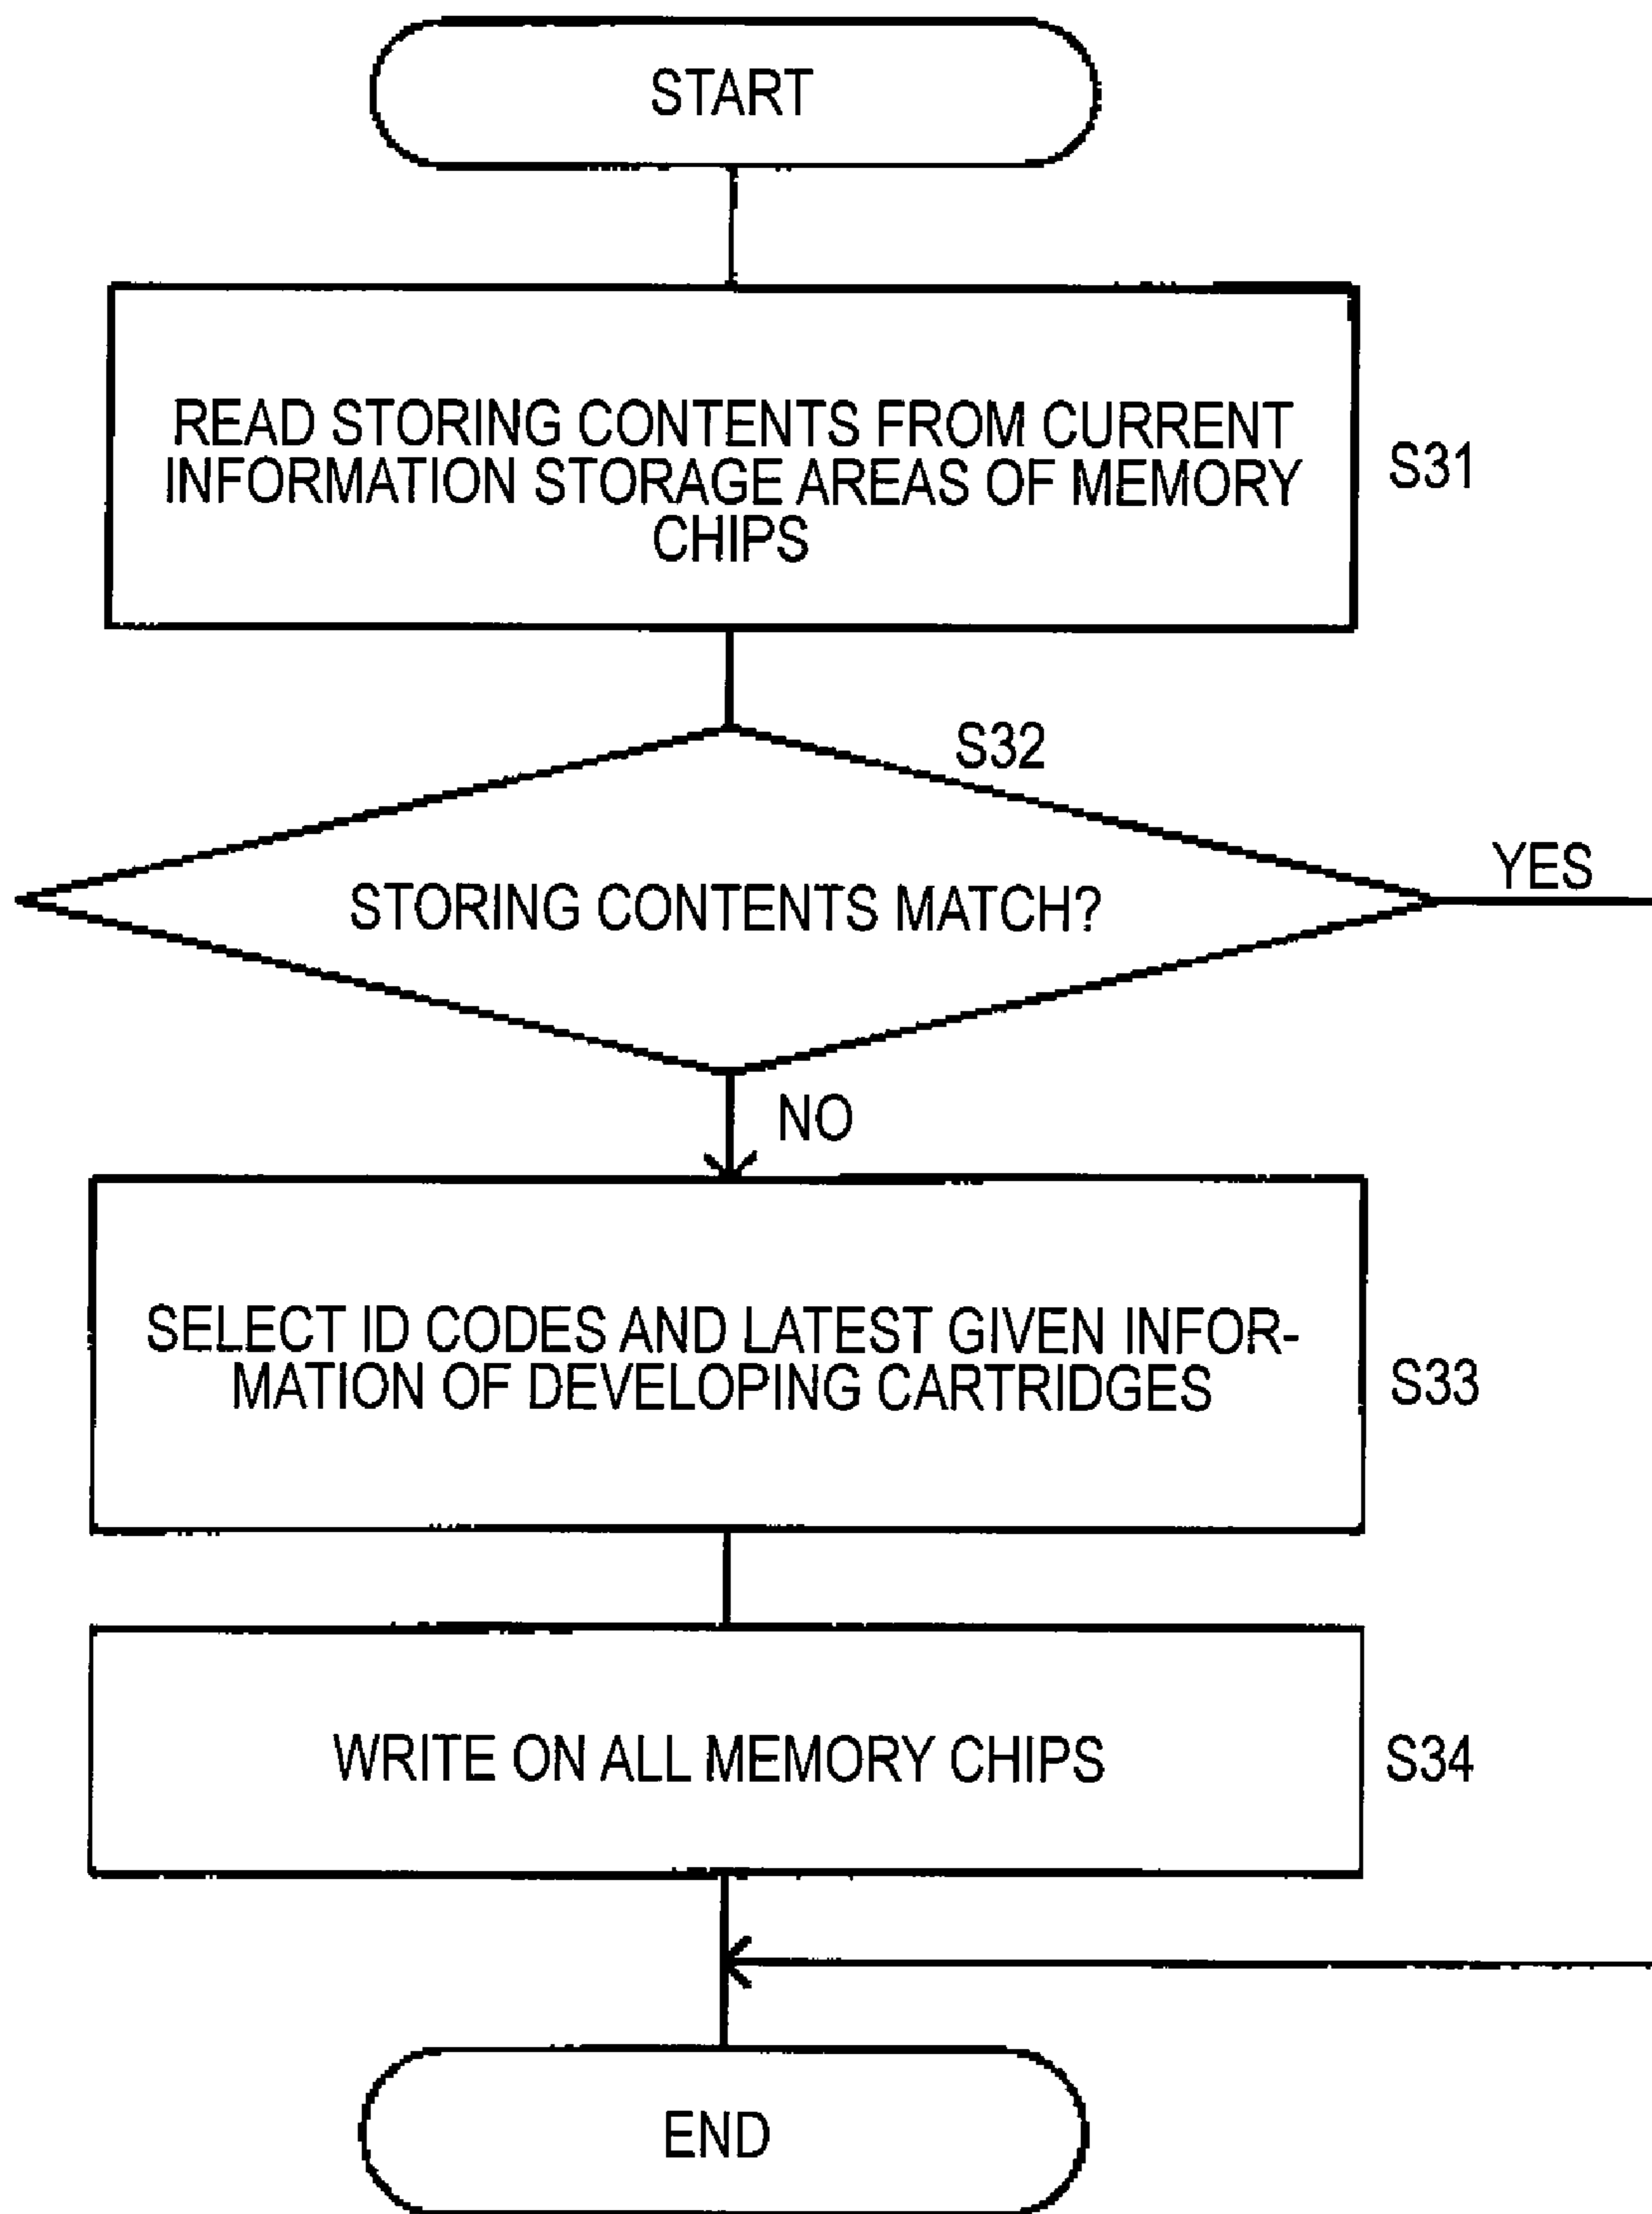 START
READ STORING CONTENTS FROM CURRENT
INFORMATION STORAGE AREAS OF MEMORY
CHIPS
S31
S32
STORING CONTENTS MATCH?
YES
NO
SELECT ID CODES AND LATEST GIVEN INFOR-
MATION OF DEVELOPING CARTRIDGES
S33
WRITE ON ALL MEMORY CHIPS
S34
END